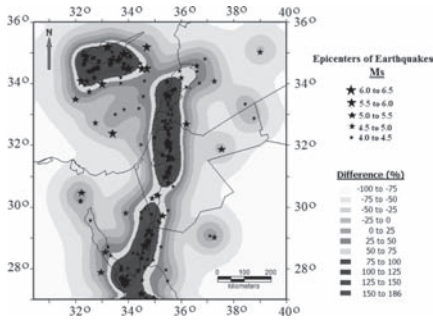 32° 34° 36° 38° 40°
36° 36°
N
34° 34°
32° 32°
30° 30°
28° 28°
0 100 200
kilometers
32° 34° 36° 38° 40°
Epicenters of Earthquakes
Ms
6.0 to 6.5
5.5 to 6.0
5.0 to 5.5
4.5 to 5.0
4.0 to 4.5
Difference (%)
-100 to -75
-75 to -50
-50 to -25
-25 to 0
0 to 25
25 to 50
50 to 75
75 to 100
100 to 125
125 to 150
150 to 186